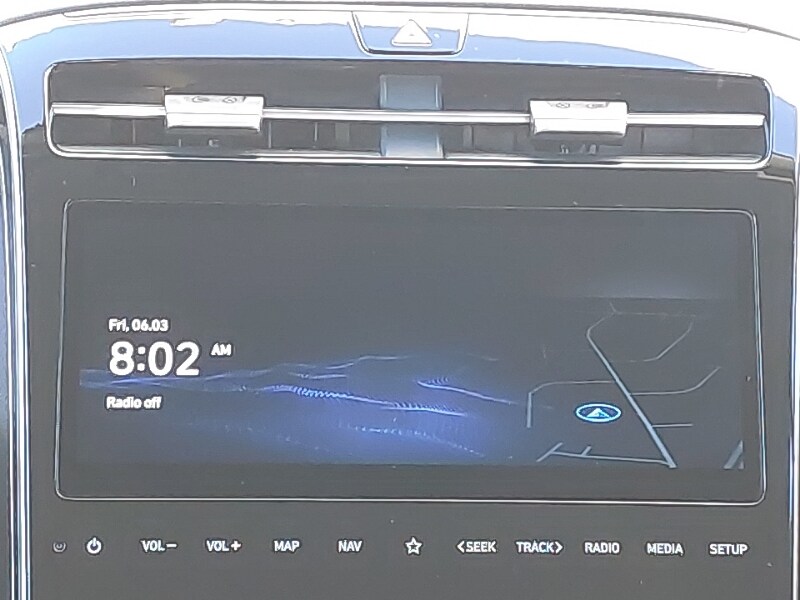 Fri, 06.03
8:02 AM
Radio off
VOL− VOL+ MAP NAV <SEEK TRACK> RADIO MEDIA SETUP